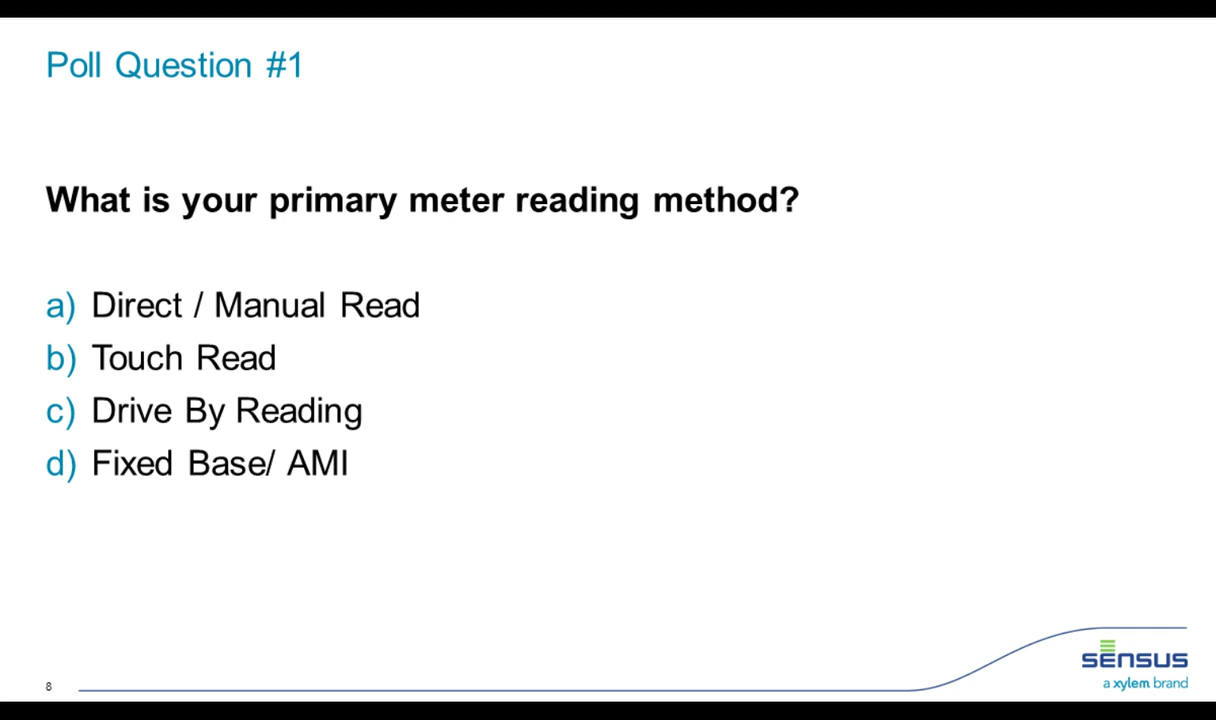 Poll Question #1
What is your primary meter reading method?
a) Direct / Manual Read
b) Touch Read
c) Drive By Reading
d) Fixed Base/ AMI
sensus
a xylem brand
8